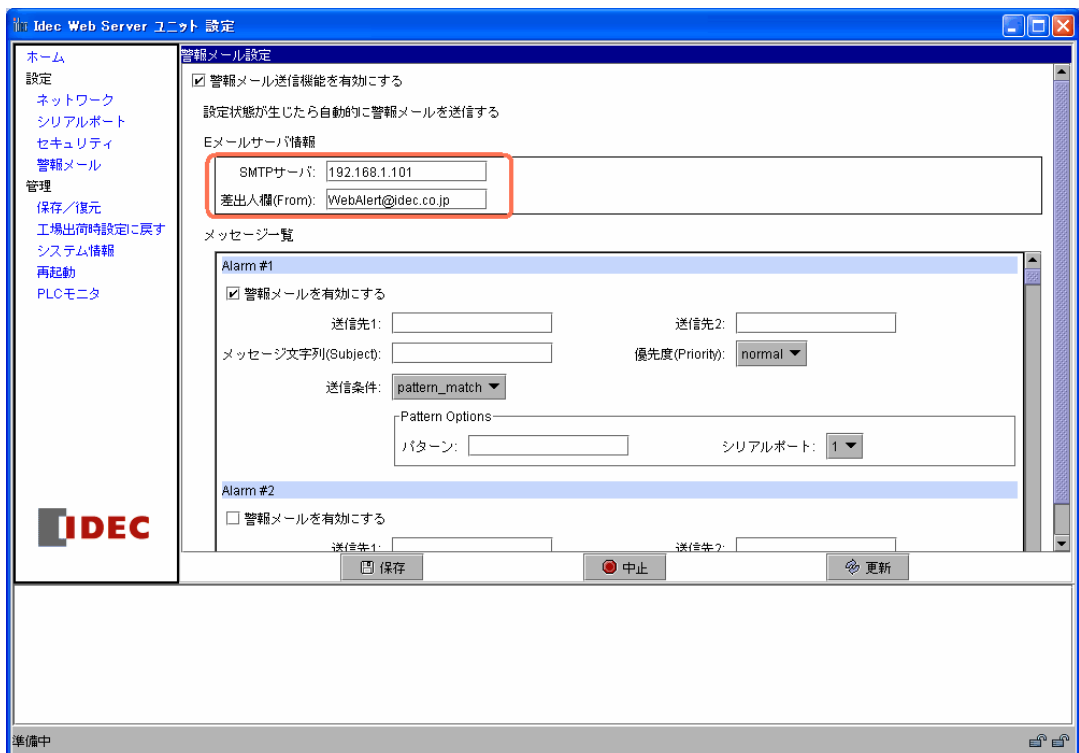 Idec Web Server ユニット 設定
ホーム
設定
ネットワーク
シリアルポート
セキュリティ
警報メール
管理
保存／復元
工場出荷時設定に戻す
システム情報
再起動
PLCモニタ
IDEC
警報メール設定
警報メール送信機能を有効にする
設定状態が生じたら自動的に警報メールを送信する
Eメールサーバ情報
SMTPサーバ: 192.168.1.101
差出人欄(From): WebAlert@idec.co.jp
メッセージ一覧
Alarm #1
警報メールを有効にする
送信先1: 送信先2:
メッセージ文字列(Subject): 優先度(Priority): normal
送信条件: pattern_match
Pattern Options
パターン: シリアルポート: 1
Alarm #2
警報メールを有効にする
送信先1: 送信先2:
保存 中止 更新
準備中